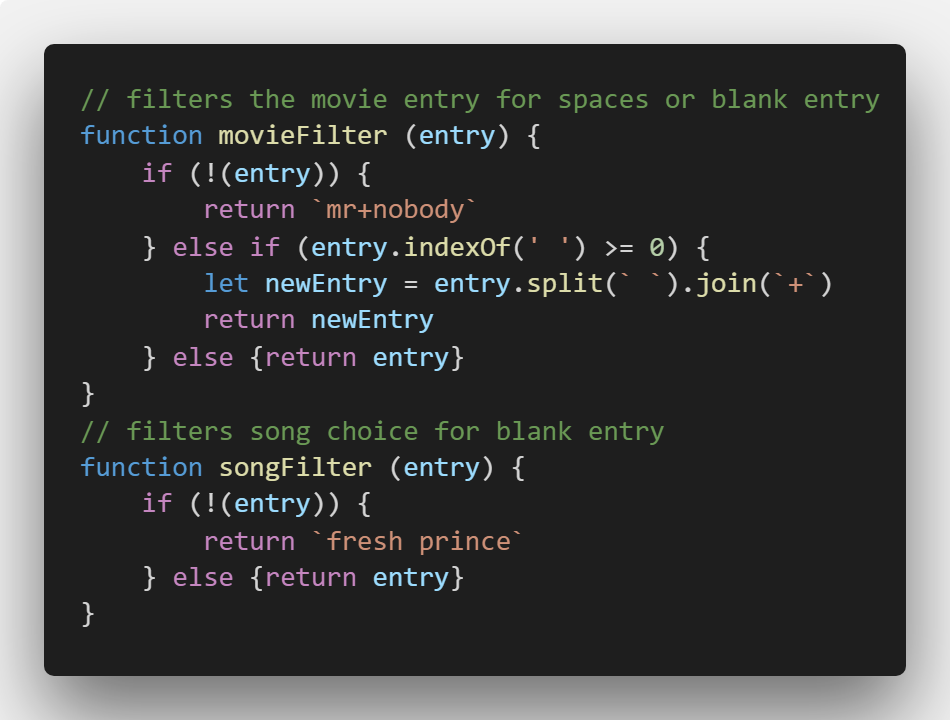 // filters the movie entry for spaces or blank entry
function movieFilter (entry) {
    if (!(entry)) {
        return `mr+nobody`
    } else if (entry.indexOf(' ') >= 0) {
        let newEntry = entry.split(` `).join(`+`)
        return newEntry
    } else {return entry}
}
// filters song choice for blank entry
function songFilter (entry) {
    if (!(entry)) {
        return `fresh prince`
    } else {return entry}
}